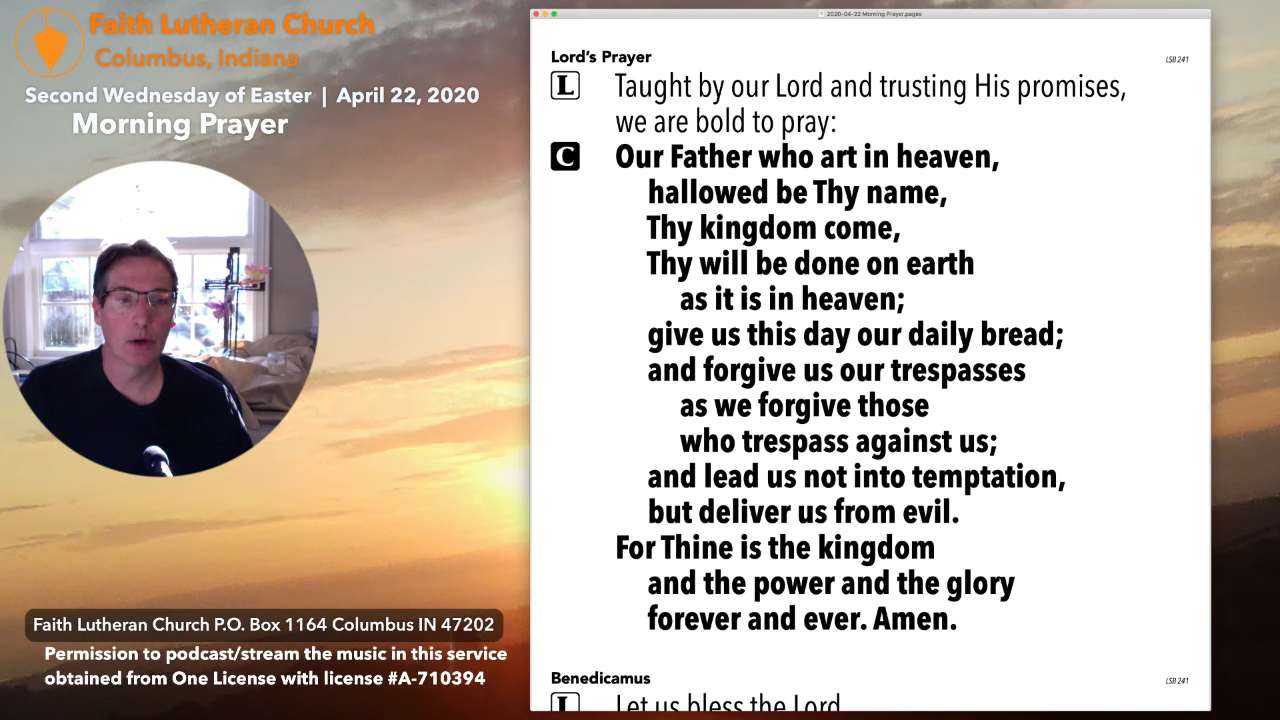 Faith Lutheran Church
Columbus, Indiana
Second Wednesday of Easter | April 22, 2020
Morning Prayer
Faith Lutheran Church P.O. Box 1164 Columbus IN 47202
Permission to podcast/stream the music in this service
obtained from One License with license #A-710394
2020-04-22 Morning Prayer.pages
Lord's Prayer
LSB 241
L Taught by our Lord and trusting His promises,
we are bold to pray:
C Our Father who art in heaven,
hallowed be Thy name,
Thy kingdom come,
Thy will be done on earth
as it is in heaven;
give us this day our daily bread;
and forgive us our trespasses
as we forgive those
who trespass against us;
and lead us not into temptation,
but deliver us from evil.
For Thine is the kingdom
and the power and the glory
forever and ever. Amen.
Benedicamus
LSB 241
L Let us bless the Lord